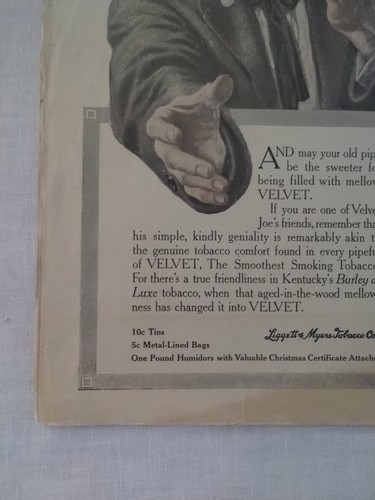 AND may your old pip
be the sweeter fo
being filled with mellow
VELVET.
If you are one of Velve
Joe's friends, remember tha
his simple, kindly geniality is remarkably akin t
the genuine tobacco comfort found in every pipefu
of VELVET, The Smoothest Smoking Tobacco
For there's a true friendliness in Kentucky's Burley d
Luxe tobacco, when that aged-in-the-wood mellow
ness has changed it into VELVET.
10c Tins
5c Metal-Lined Bags
One Pound Humidors with Valuable Christmas Certificate Attache
Liggett & Myers Tobacco Co